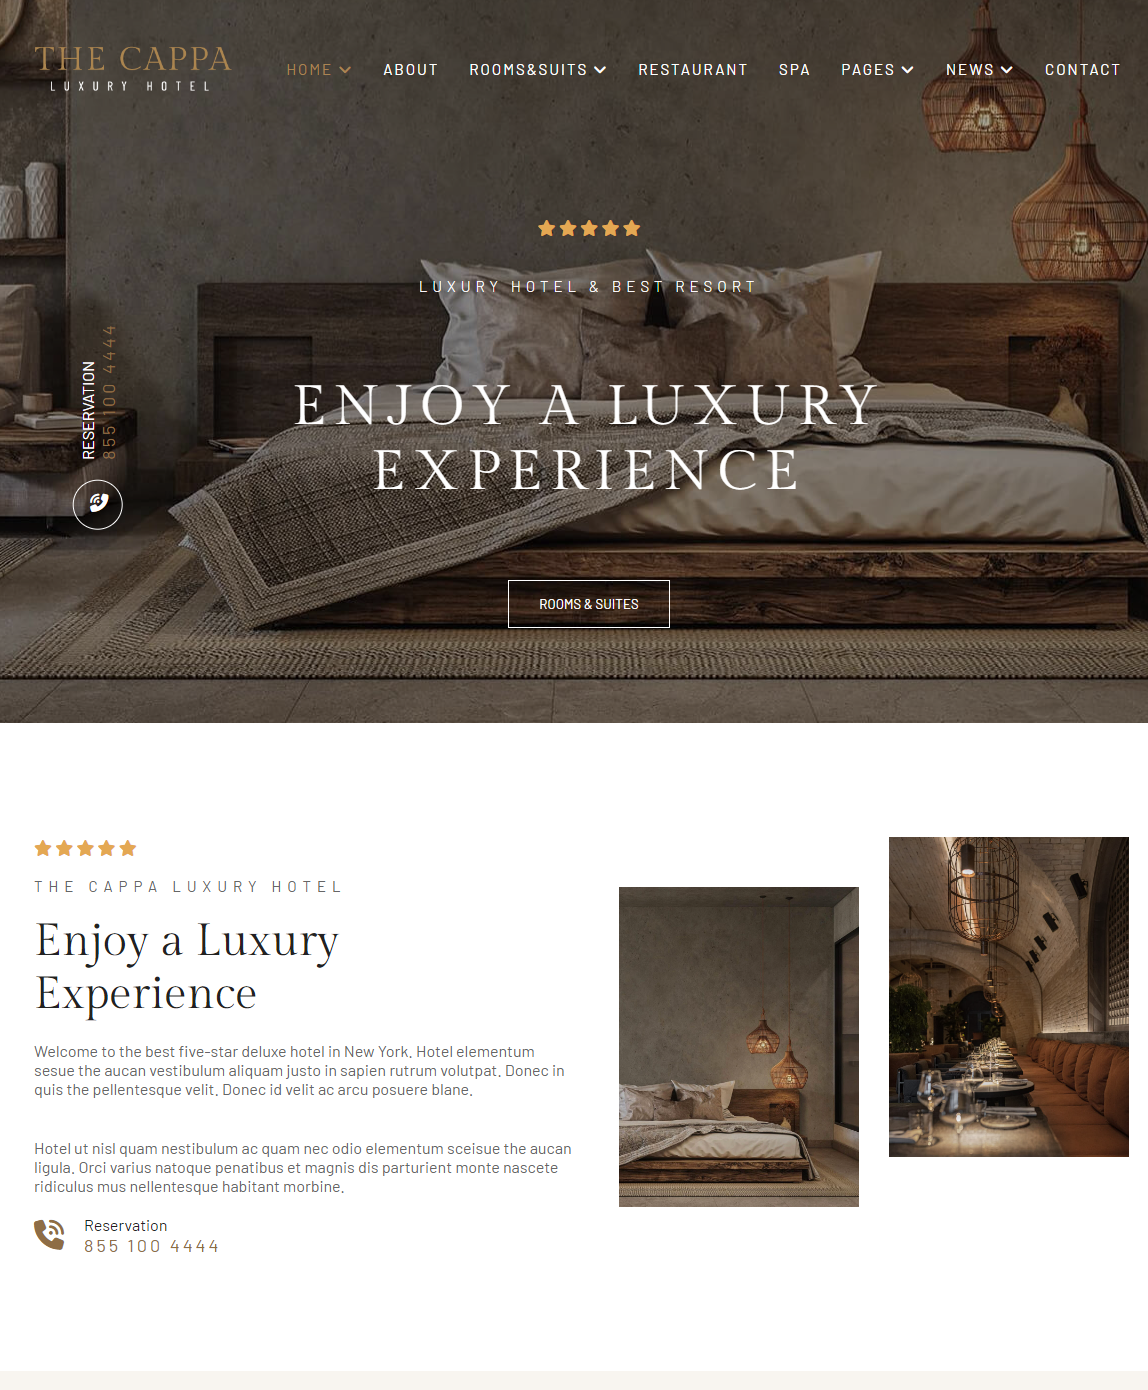 THE CAPPA
LUXURY HOTEL
HOME
ABOUT
ROOMS&SUITS
RESTAURANT
SPA
PAGES
NEWS
CONTACT
LUXURY HOTEL & BEST RESORT
ENJOY A LUXURY
EXPERIENCE
RESERVATION
855 100 4444
ROOMS & SUITES
THE CAPPA LUXURY HOTEL
Enjoy a Luxury
Experience
Welcome to the best five-star deluxe hotel in New York. Hotel elementum
sesue the aucan vestibulum aliquam justo in sapien rutrum volutpat. Donec in
quis the pellentesque velit. Donec id velit ac arcu posuere blane.
Hotel ut nisl quam nestibulum ac quam nec odio elementum sceisue the aucan
ligula. Orci varius natoque penatibus et magnis dis parturient monte nascete
ridiculus mus nellentesque habitant morbine.
Reservation
855 100 4444